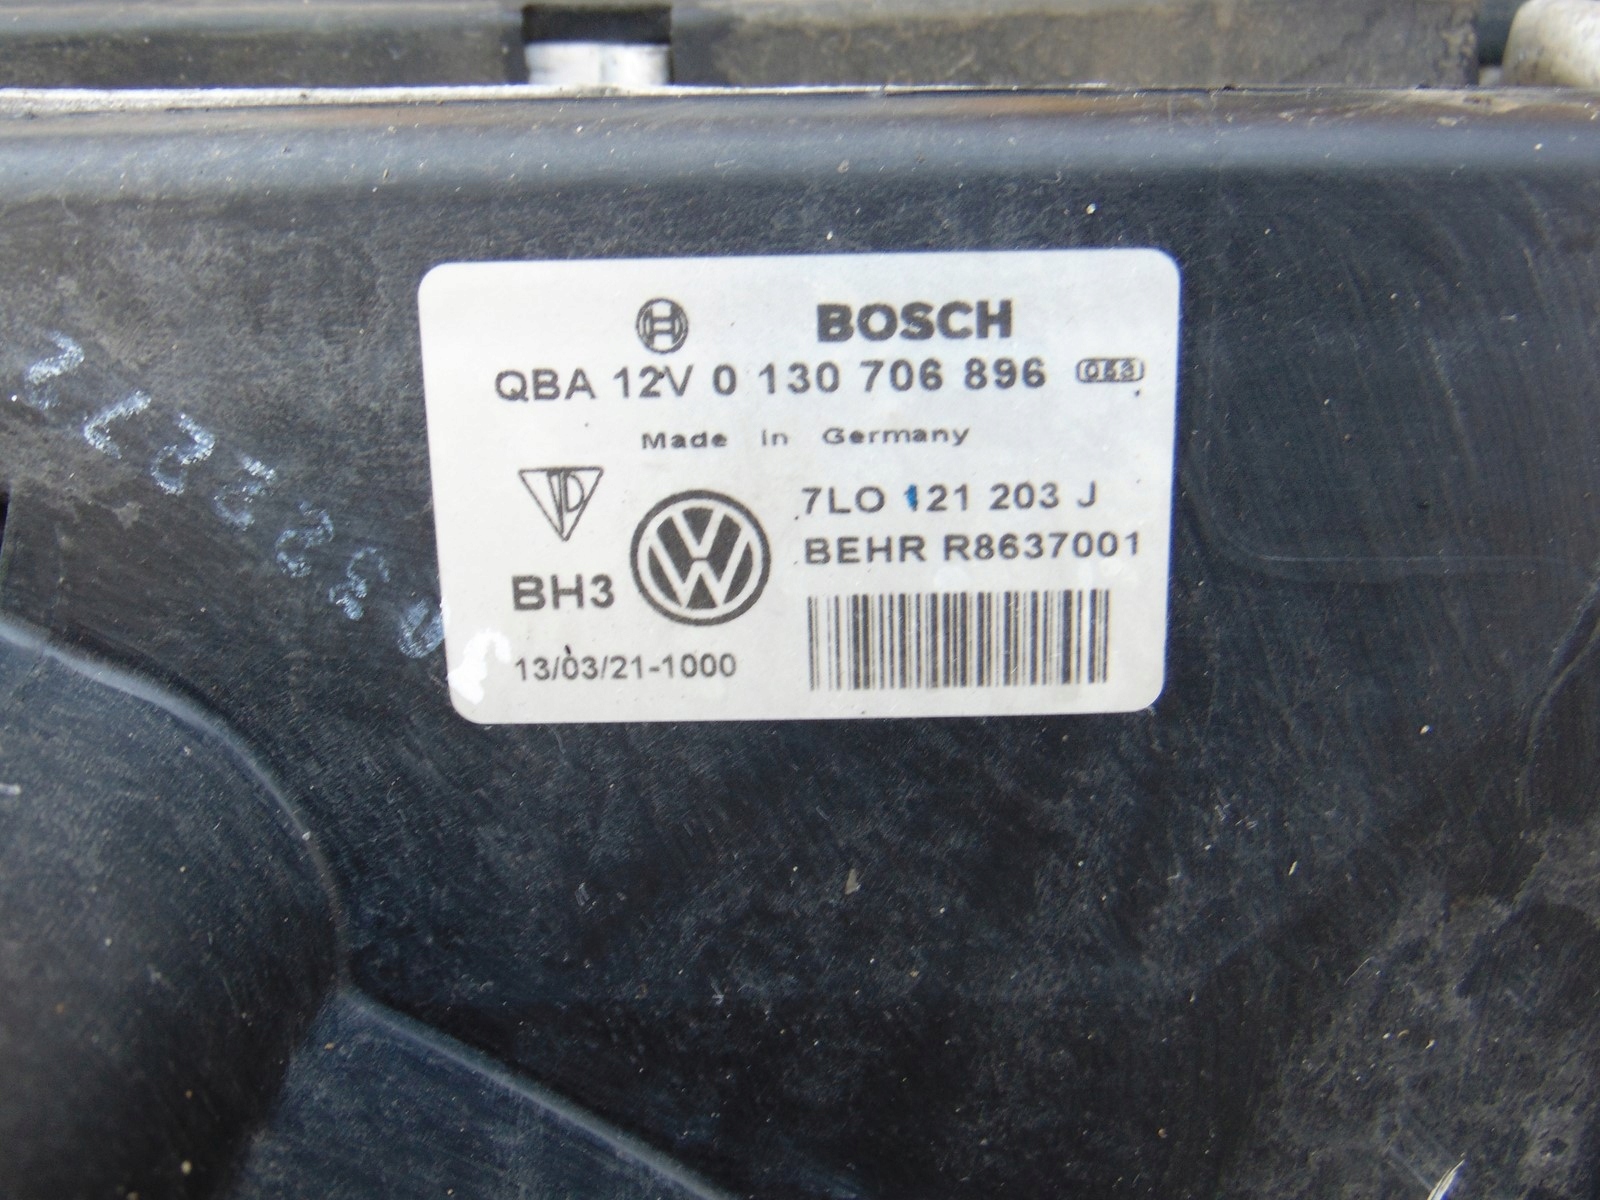 BOSCH
QBA 12V 0 130 706 896 053
Made in Germany
7LO 121 203 J
BEHR R8637001
BH3
13/03/21-1000